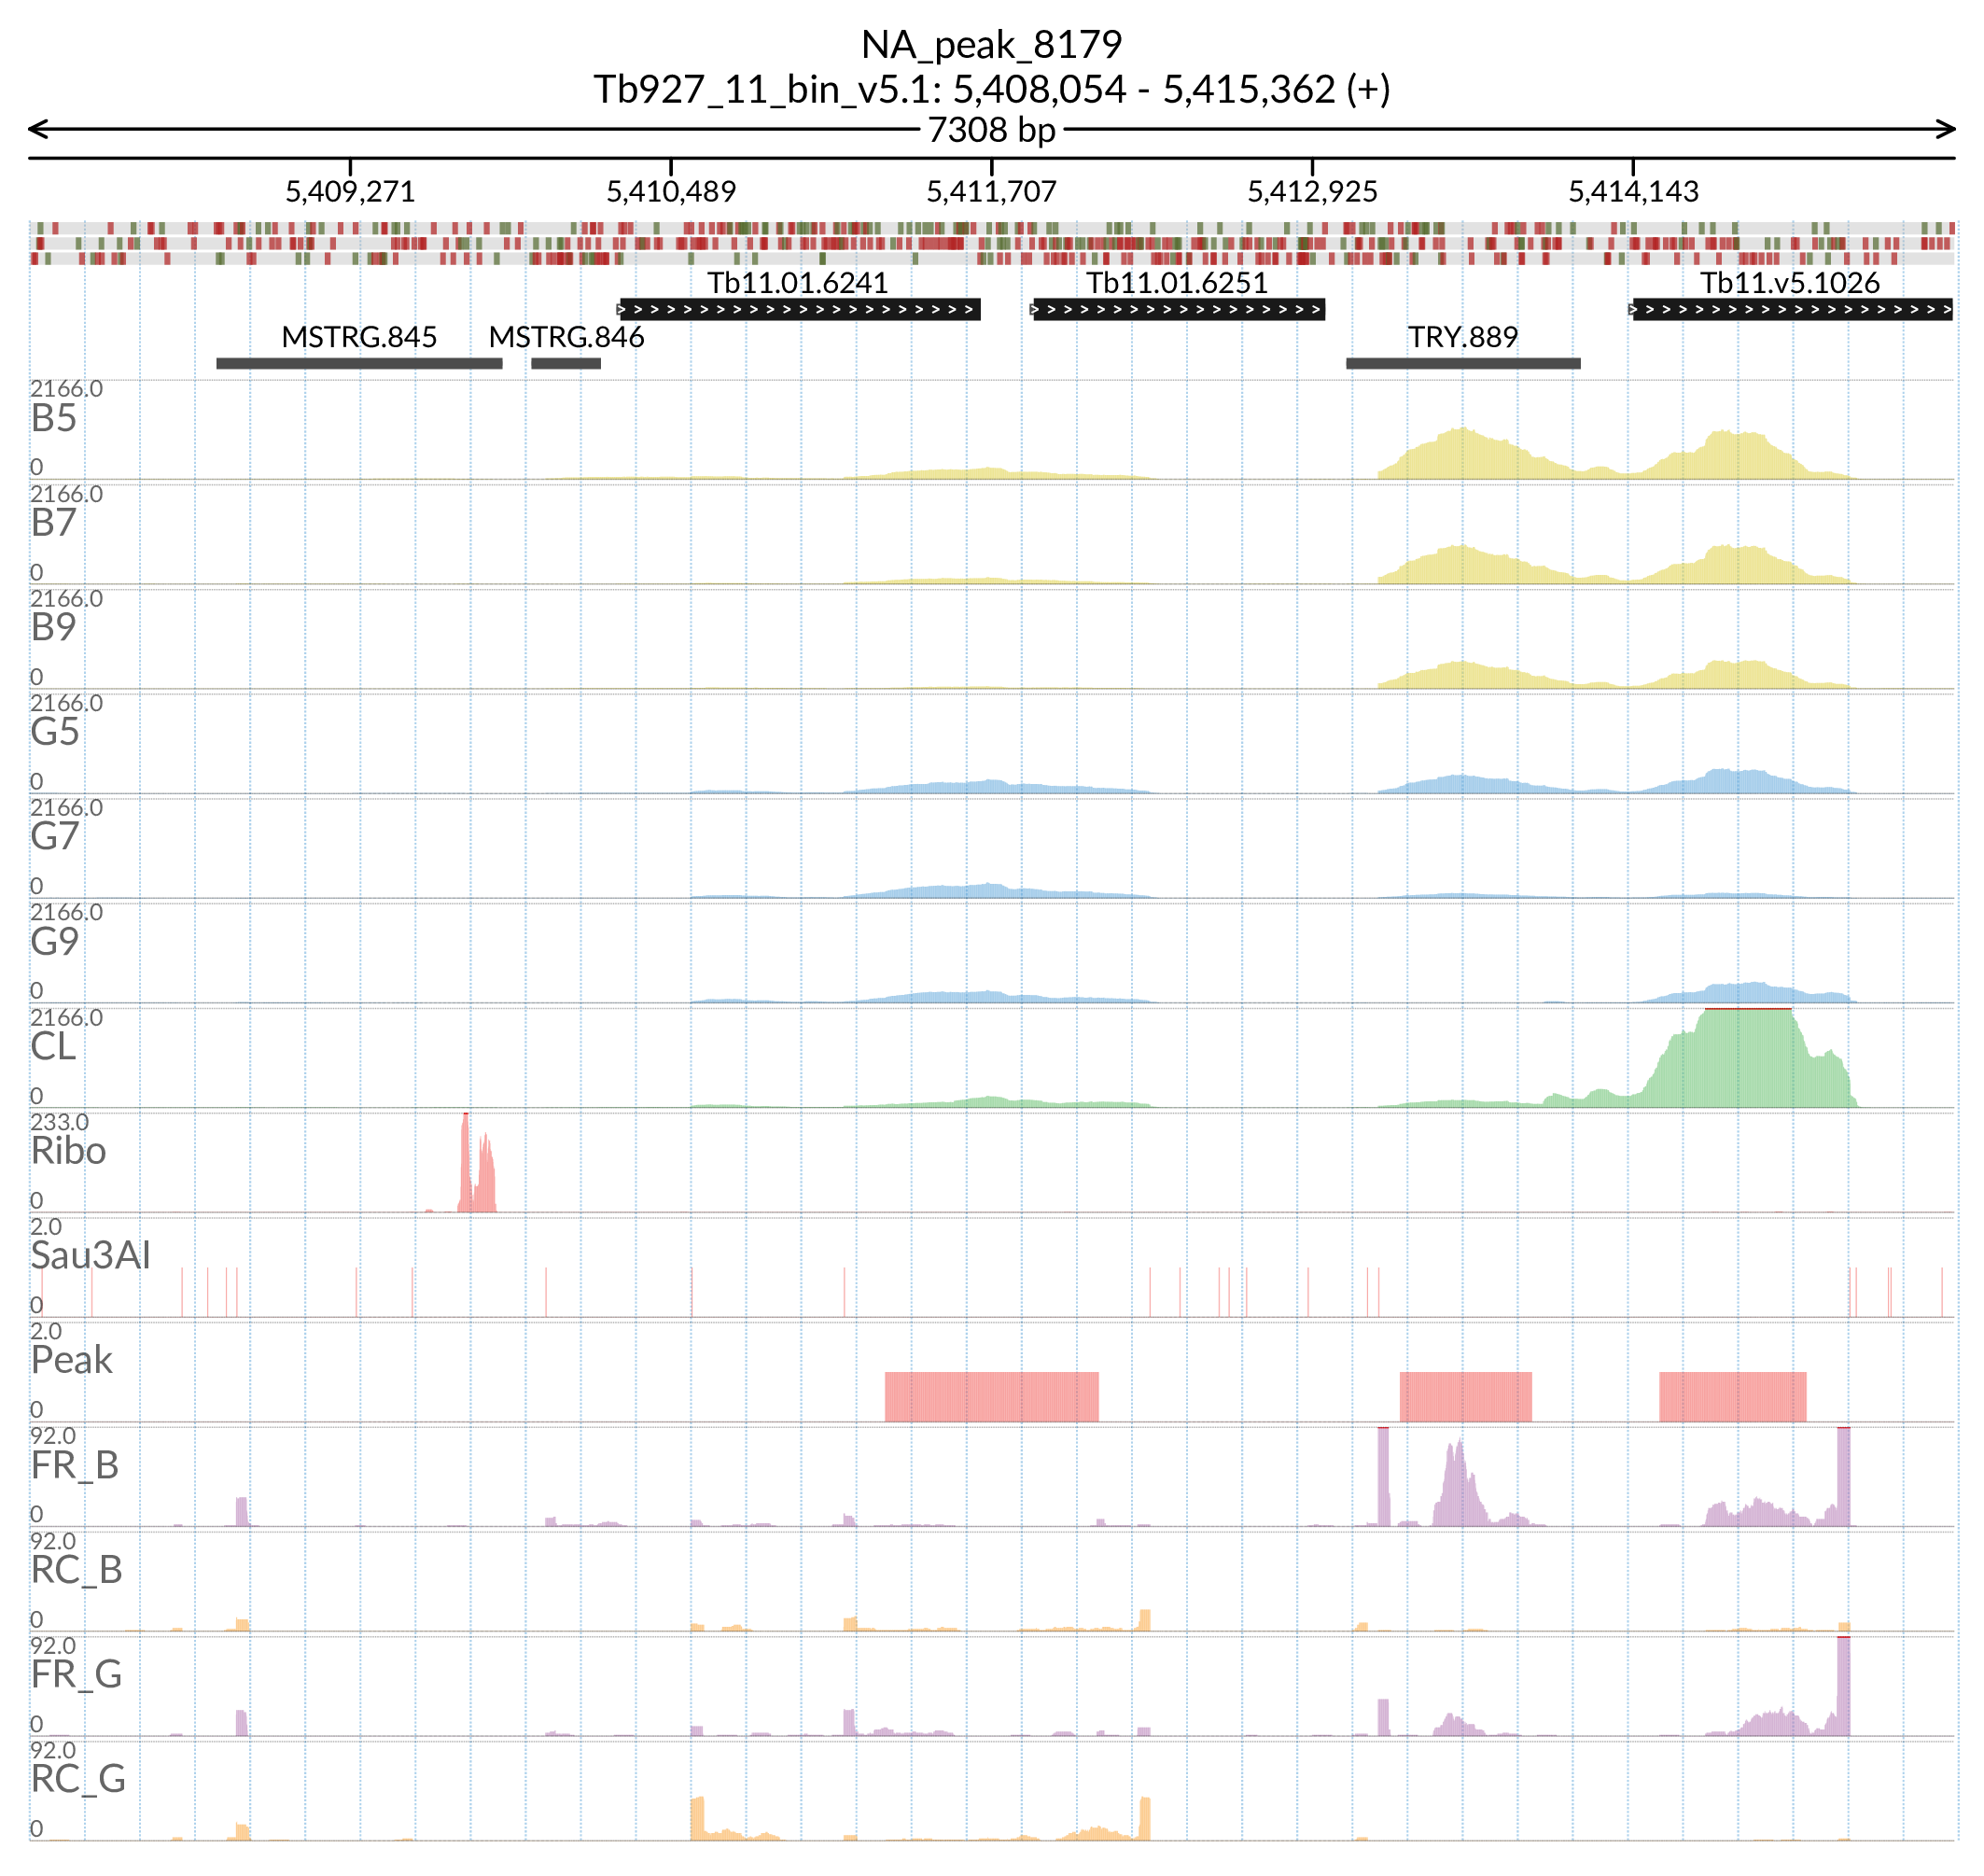 NA_peak_8179
Tb927_11_bin_v5.1: 5,408,054 - 5,415,362 (+)
7308 bp
5,409,271 5,410,489 5,411,707 5,412,925 5,414,143
Tb11.01.6241 Tb11.01.6251 Tb11.v5.1026
MSTRG.845 MSTRG.846 TRY.889
2166.0
B5
0
2166.0
B7
0
2166.0
B9
0
2166.0
G5
0
2166.0
G7
0
2166.0
G9
0
2166.0
CL
0
233.0
Ribo
0
2.0
Sau3AI
0
2.0
Peak
0
92.0
FR_B
0
92.0
RC_B
0
92.0
FR_G
0
92.0
RC_G
0